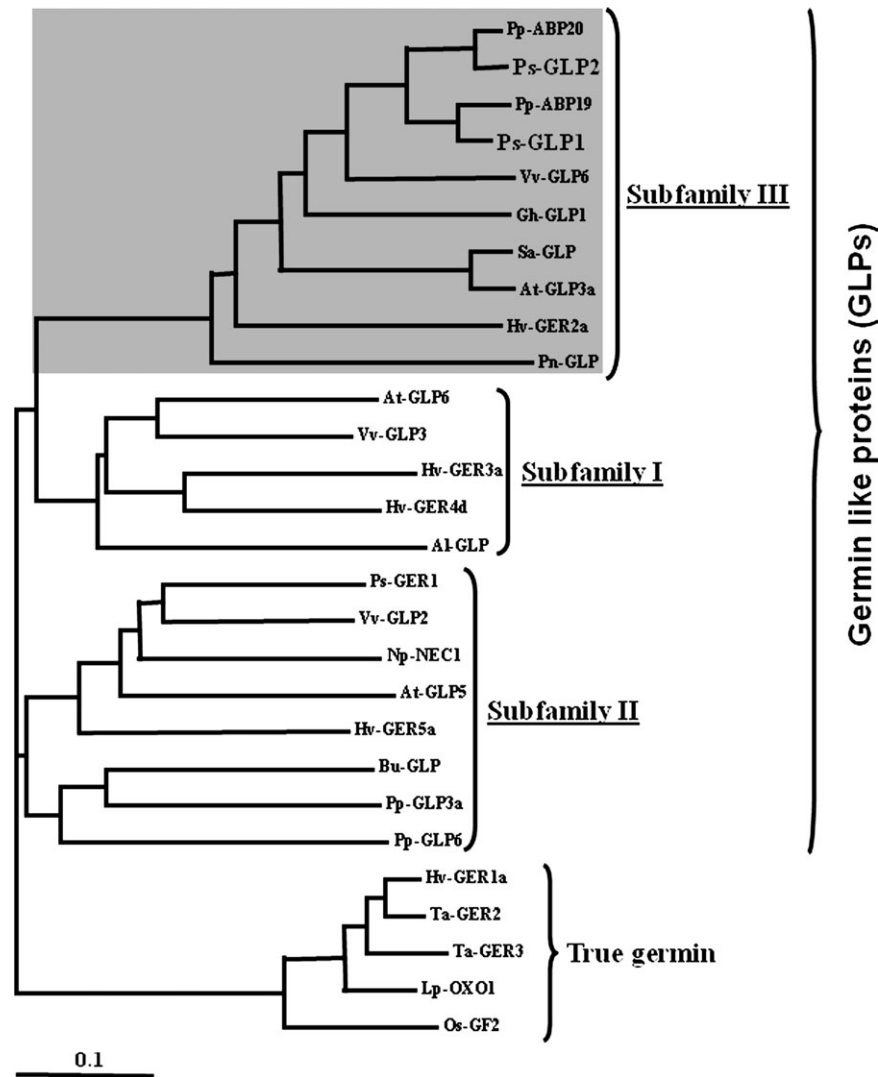 Pp-ABP20
Ps-GLP2
Pp-ABP19
Ps-GLP1
Vv-GLP6
Gh-GLP1
Sa-GLP
At-GLP3a
Hv-GER2a
Pn-GLP
Subfamily III
At-GLP6
Vv-GLP3
Hv-GER3a
Hv-GER4d
Al-GLP
Subfamily I
Ps-GER1
Vv-GLP2
Np-NEC1
At-GLP5
Hv-GER5a
Bu-GLP
Pp-GLP3a
Pp-GLP6
Subfamily II
Germin like proteins (GLPs)
Hv-GER1a
Ta-GER2
Ta-GER3
Lp-OXO1
Os-GF2
True germin
0.1